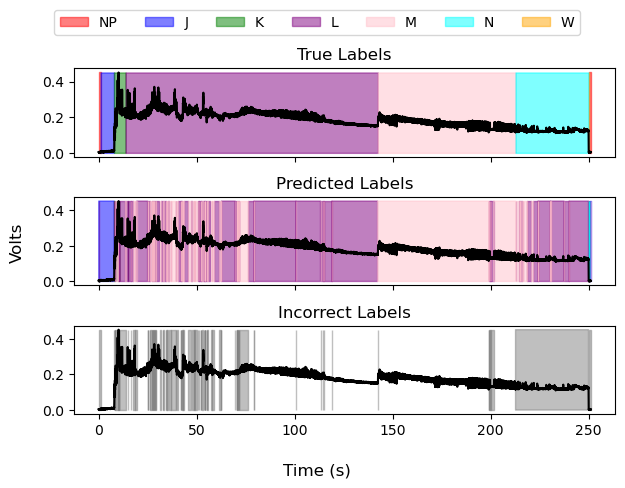 NP J K L M N W
True Labels
0.4
0.2
0.0
Predicted Labels
0.4
0.2
0.0
Volts
Incorrect Labels
0.4
0.2
0.0
0 50 100 150 200 250
Time (s)